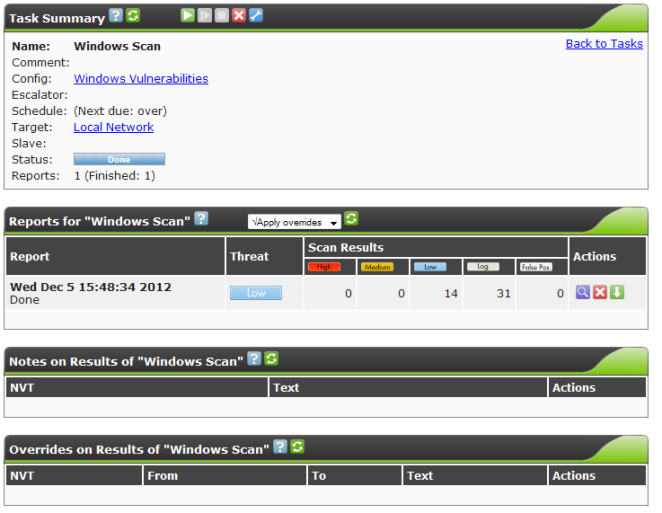 Task Summary
Name: Windows Scan
Back to Tasks
Comment:
Config: Windows Vulnerabilities
Escalator:
Schedule: (Next due: over)
Target: Local Network
Slave:
Status: Done
Reports: 1 (Finished: 1)
Reports for "Windows Scan" √Apply overrides
Report Threat Scan Results Actions
High Medium Low Log False Pos.
Wed Dec 5 15:48:34 2012
Done
Low 0 0 14 31 0
Notes on Results of "Windows Scan"
NVT Text Actions
Overrides on Results of "Windows Scan"
NVT From To Text Actions